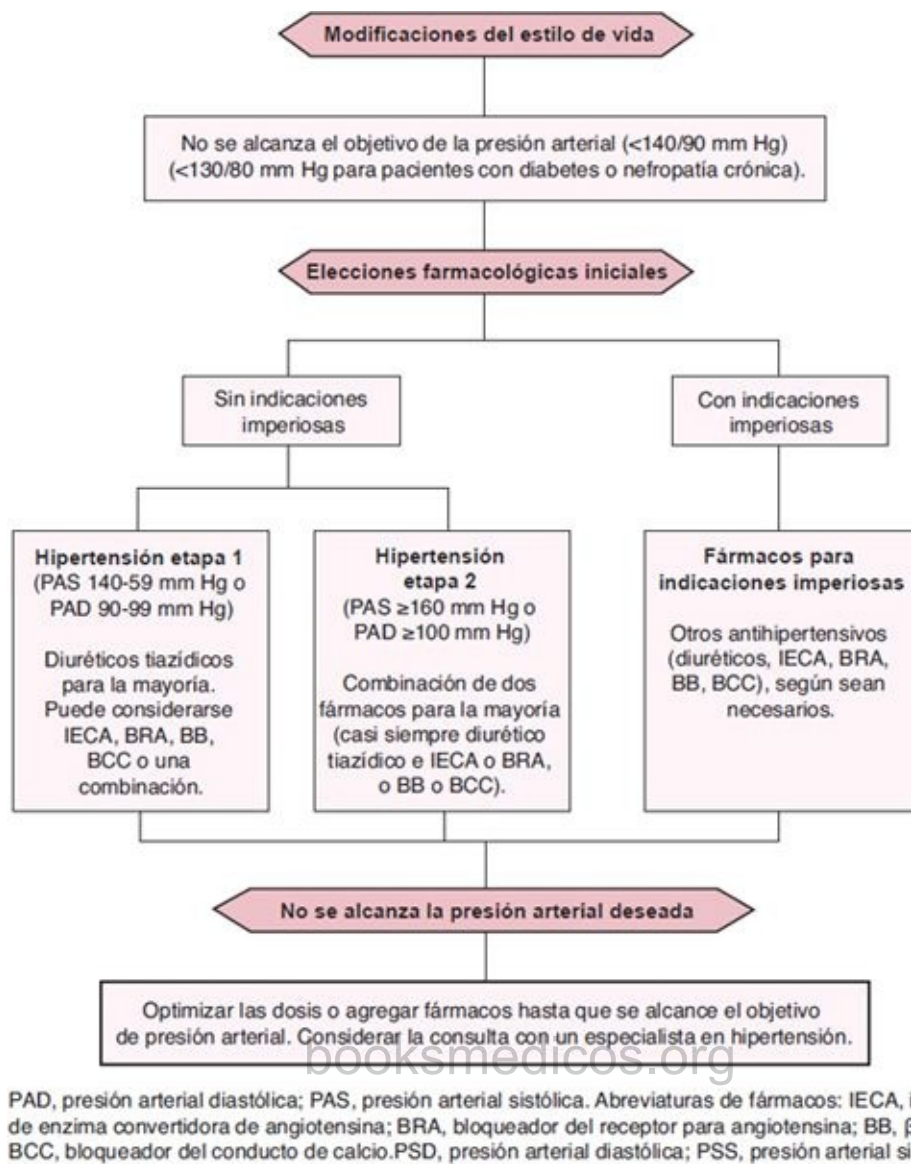 Modificaciones del estilo de vida
No se alcanza el objetivo de la presión arterial (<140/90 mm Hg)
(<130/80 mm Hg para pacientes con diabetes o nefropatía crónica).
Elecciones farmacológicas iniciales
Sin indicaciones
imperiosas
Con indicaciones
imperiosas
Hipertensión etapa 1
(PAS 140-59 mm Hg o
PAD 90-99 mm Hg)
Diuréticos tiazídicos
para la mayoría.
Puede considerarse
IECA, BRA, BB,
BCC o una
combinación.
Hipertensión
etapa 2
(PAS ≥160 mm Hg o
PAD ≥100 mm Hg)
Combinación de dos
fármacos para la mayoría
(casi siempre diurético
tiazídico e IECA o BRA,
o BB o BCC).
Fármacos para
indicaciones imperiosas
Otros antihipertensivos
(diuréticos, IECA, BRA,
BB, BCC), según sean
necesarios.
No se alcanza la presión arterial deseada
Optimizar las dosis o agregar fármacos hasta que se alcance el objetivo
de presión arterial. Considerar la consulta con un especialista en hipertensión.
booksmedicos.org
PAD, presión arterial diastólica; PAS, presión arterial sistólica. Abreviaturas de fármacos: IECA,
de enzima convertidora de angiotensina; BRA, bloqueador del receptor para angiotensina; BB,
BCC, bloqueador del conducto de calcio.PSD, presión arterial diastólica; PSS, presión arterial